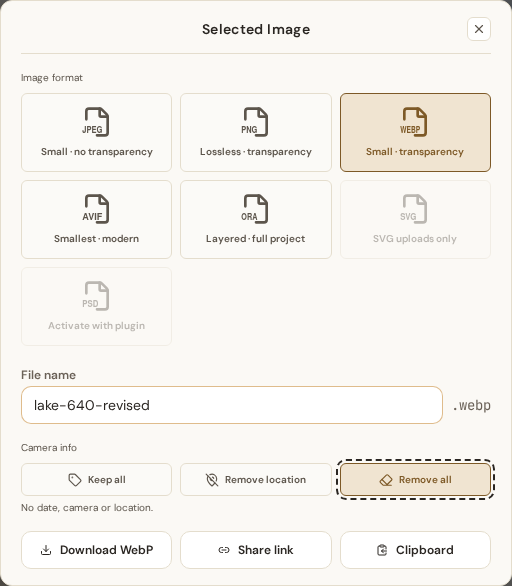 Selected Image
Image format
JPEG
Small · no transparency
PNG
Lossless · transparency
WEBP
Small · transparency
AVIF
Smallest · modern
ORA
Layered · full project
SVG
SVG uploads only
PSD
Activate with plugin
File name
lake-640-revised
.webp
Camera info
Keep all
Remove location
Remove all
No date, camera or location.
Download WebP
Share link
Clipboard